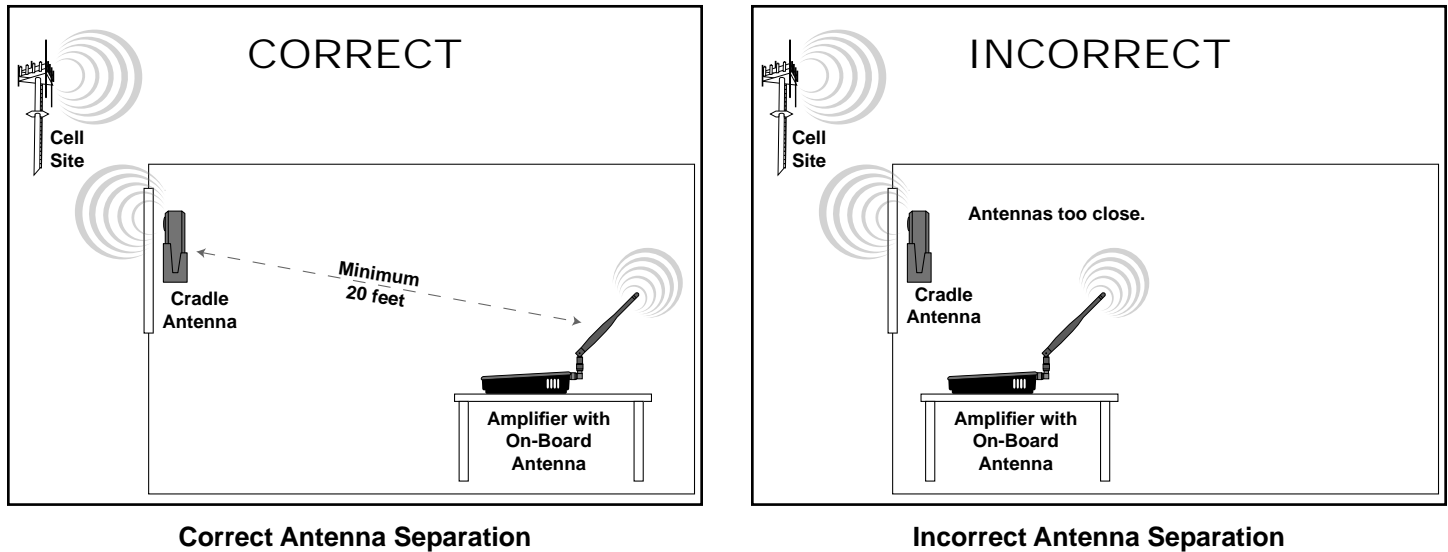 CORRECT
Cell
Site
Minimum
20 feet
Cradle
Antenna
Amplifier with
On-Board
Antenna
Correct Antenna Separation
INCORRECT
Cell
Site
Antennas too close.
Cradle
Antenna
Amplifier with
On-Board
Antenna
Incorrect Antenna Separation